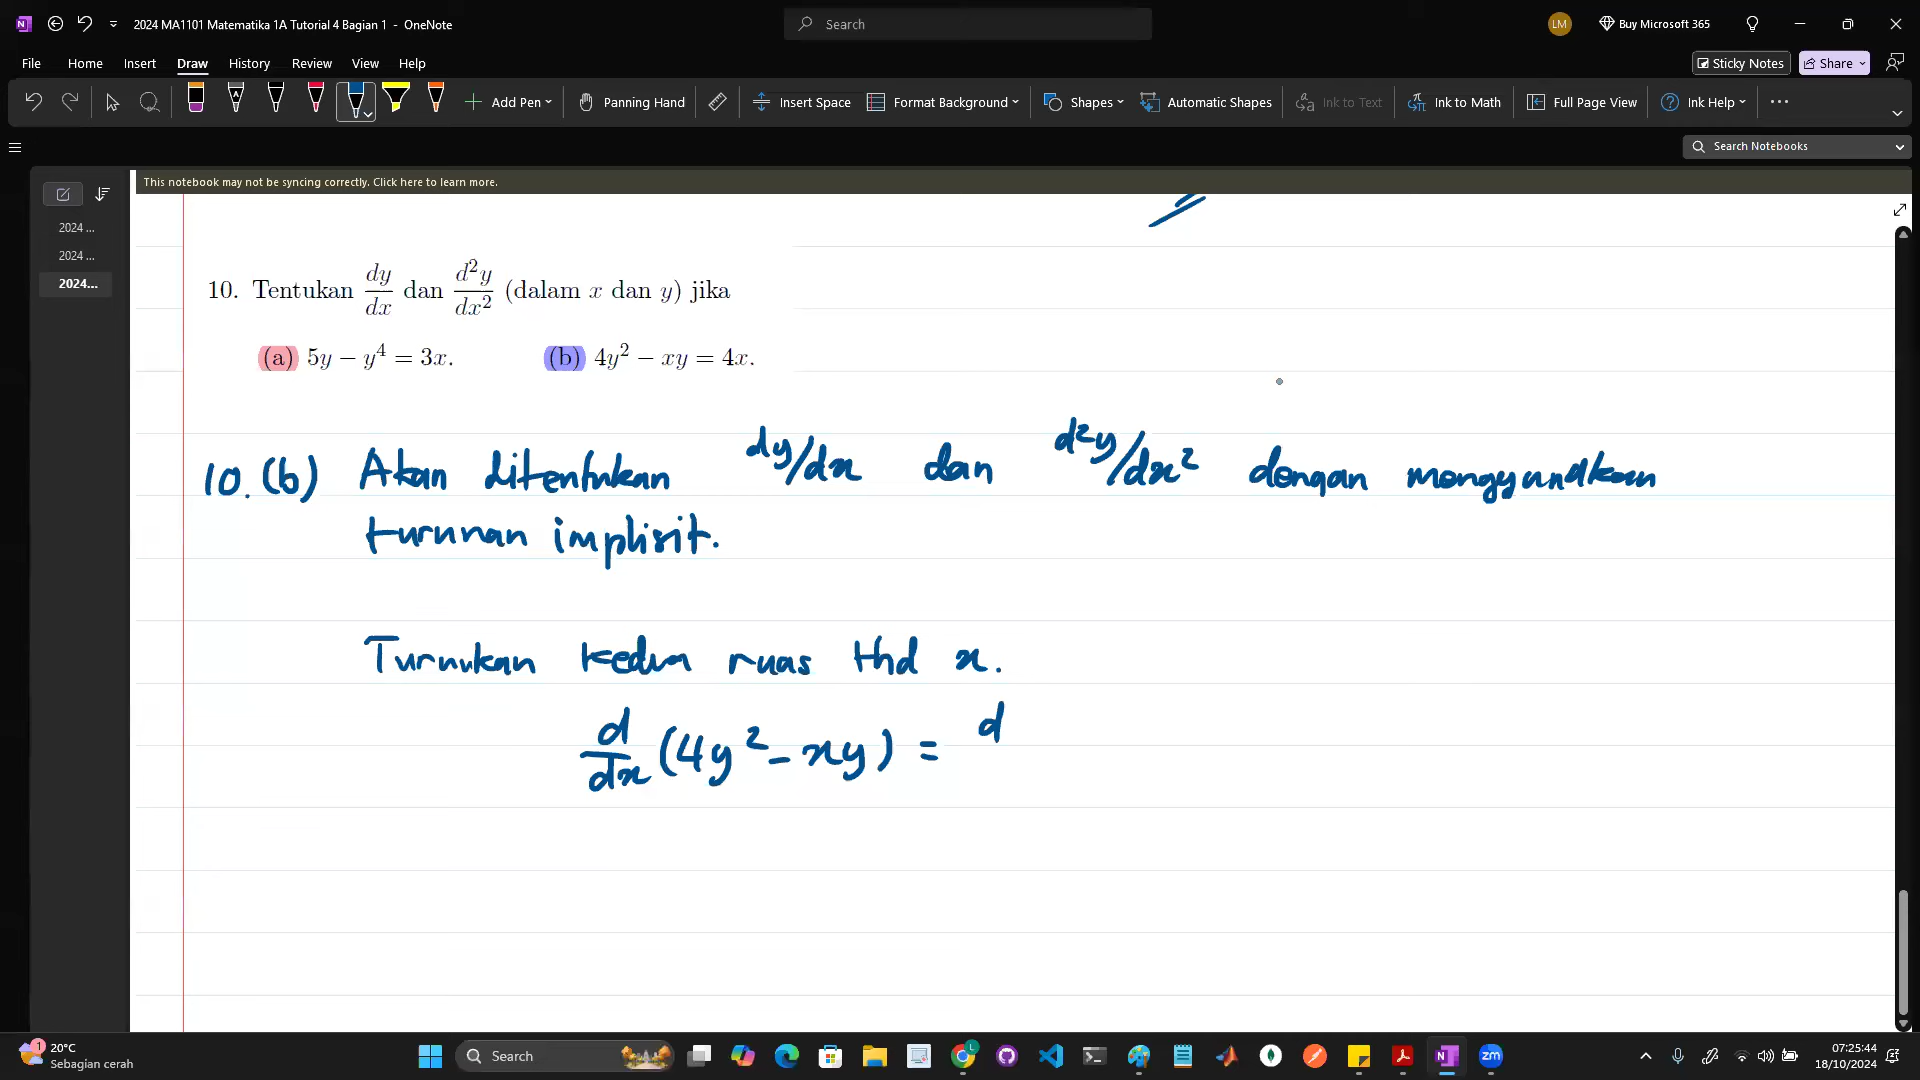 2024 MA1101 Matematika 1A Tutorial 4 Bagian 1 - OneNote
Search
LM
Buy Microsoft 365
File Home Insert Draw History Review View Help
Sticky Notes
Share
Add Pen
Panning Hand
Insert Space
Format Background
Shapes
Automatic Shapes
Ink to Text
Ink to Math
Full Page View
Ink Help
Search Notebooks
This notebook may not be syncing correctly. Click here to learn more.
2024 ...
2024 ...
2024...
10. Tentukan dy/dx dan d²y/dx² (dalam x dan y) jika
(a) 5y − y⁴ = 3x. (b) 4y² − xy = 4x.
10. (b) Akan ditentukan dy/dx dan d²y/dx² dengan menggunakan
turunan implisit.
Turunkan kedua ruas thd x.
d/dx (4y² - xy) = d
1
20°C
Sebagian cerah
Search
zm
07:25:44
18/10/2024